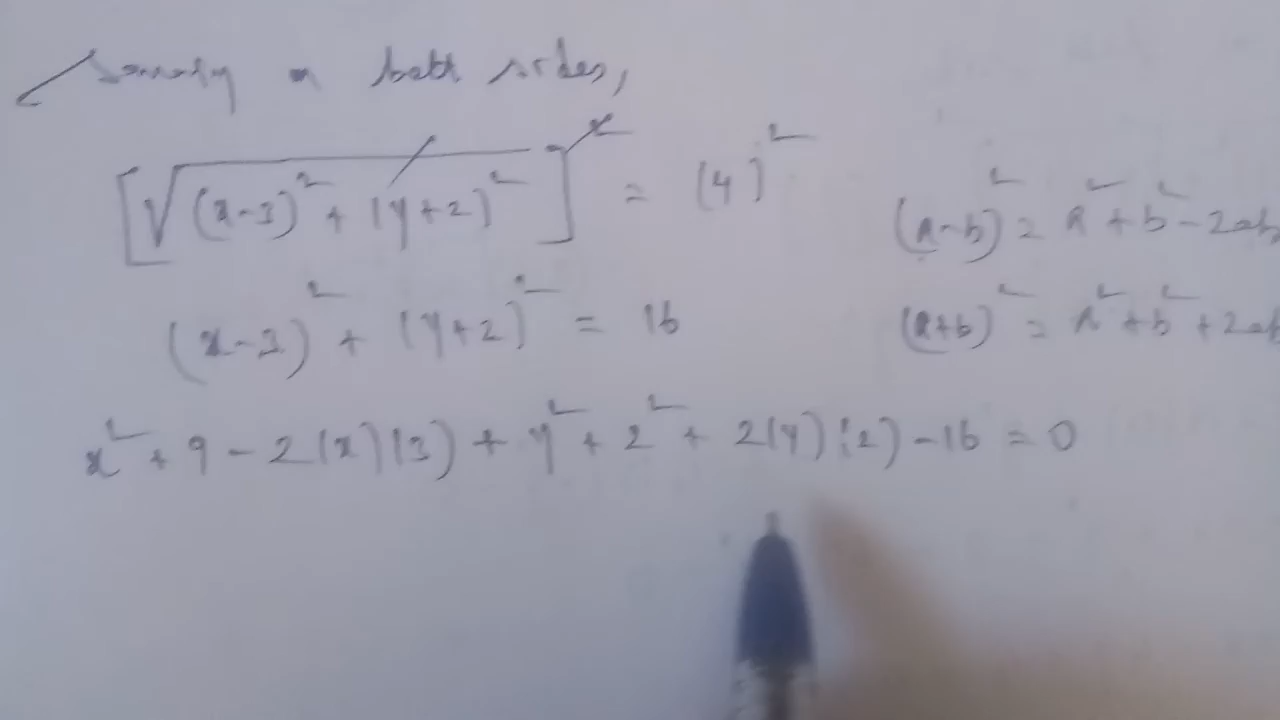 Squaring on both sides,
[√(x-3)² + (y+2)²]² = (4)²
(a-b)² = a² + b² - 2ab
(x-3)² + (y+2)² = 16
(a+b)² = a² + b² + 2ab
x² + 9 - 2(x)(3) + y² + 2² + 2(y)(2) - 16 = 0